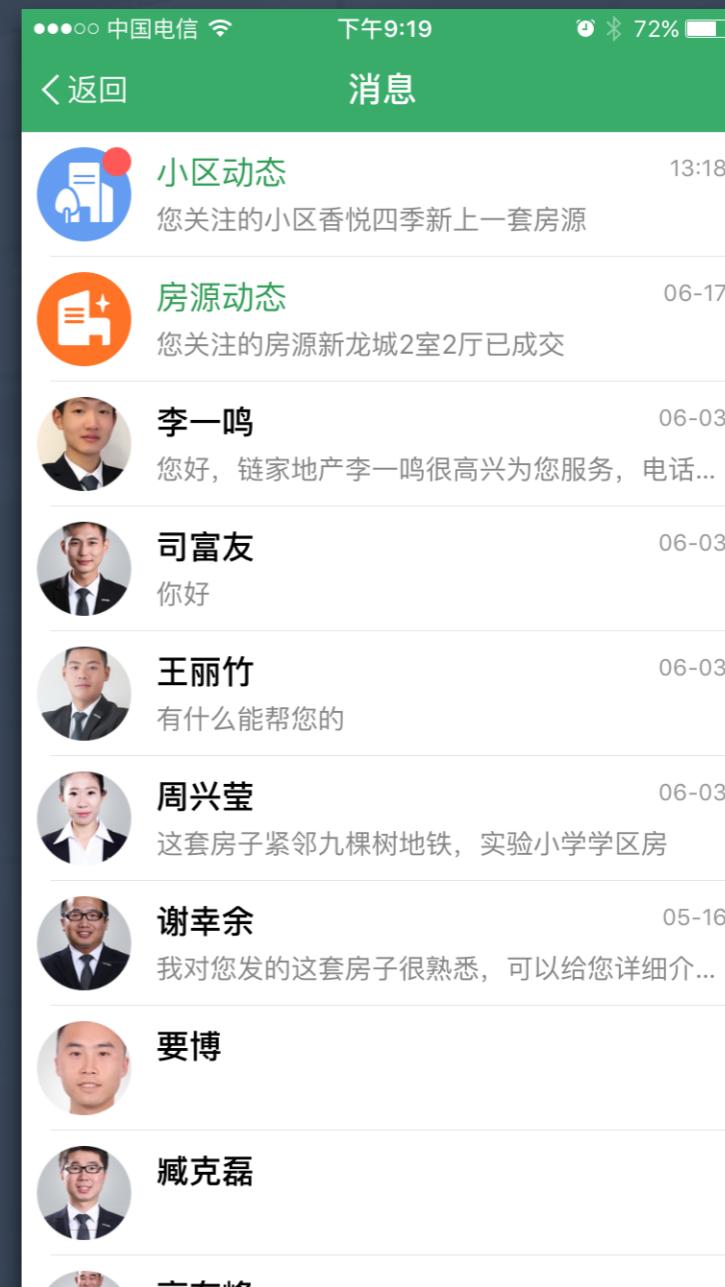 中国电信 下午9:19 72%
返回 消息
小区动态 13:18
您关注的小区香悦四季新上一套房源
房源动态 06-17
您关注的房源新龙城2室2厅已成交
李一鸣 06-03
您好，链家地产李一鸣很高兴为您服务，电话...
司富友 06-03
你好
王丽竹 06-03
有什么能帮您的
周兴莹 06-03
这套房子紧邻九棵树地铁，实验小学学区房
谢幸余 05-16
我对您发的这套房子很熟悉，可以给您详细介...
要博
臧克磊